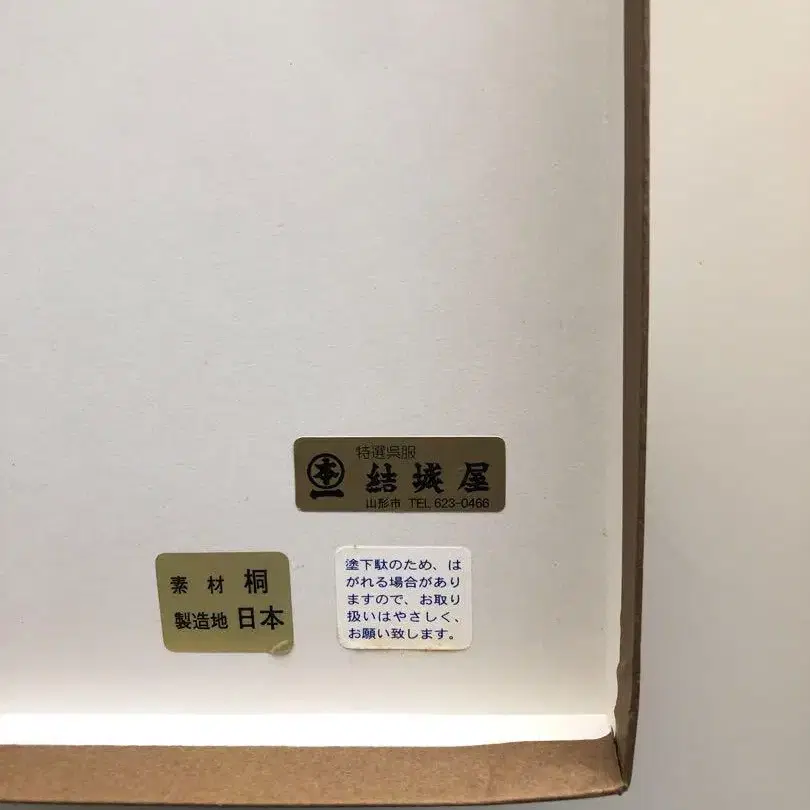 特選呉服
本一 結城屋
山形市 TEL 623-0466
素材 桐
製造地 日本
塗下駄のため、は
がれる場合があり
ますので、お取り
扱いはやさしく、
お願い致します。